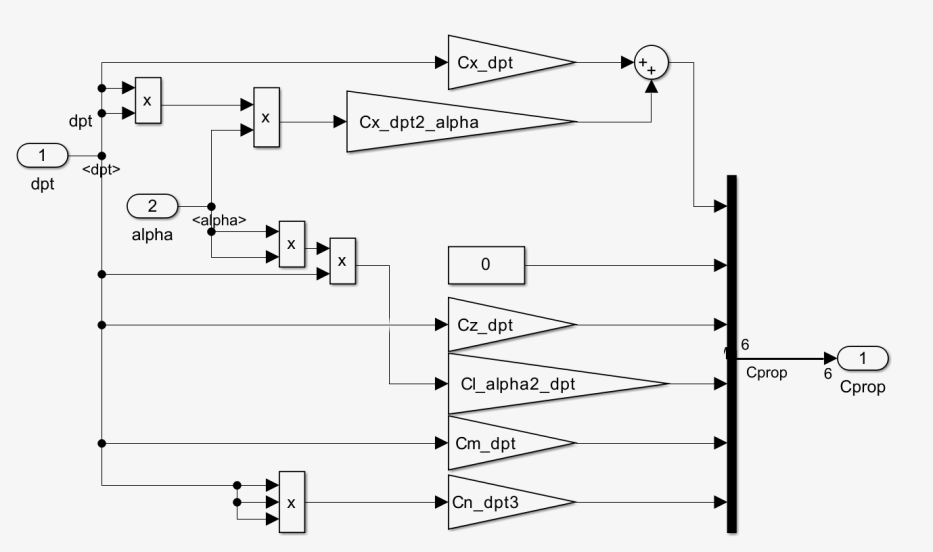 Cx_dpt
+
+
x
x
Cx_dpt2_alpha
dpt
1
<dpt>
dpt
2
<alpha>
alpha
x
x
0
Cz_dpt
6
1
Cprop
6
Cprop
Cl_alpha2_dpt
Cm_dpt
x
Cn_dpt3